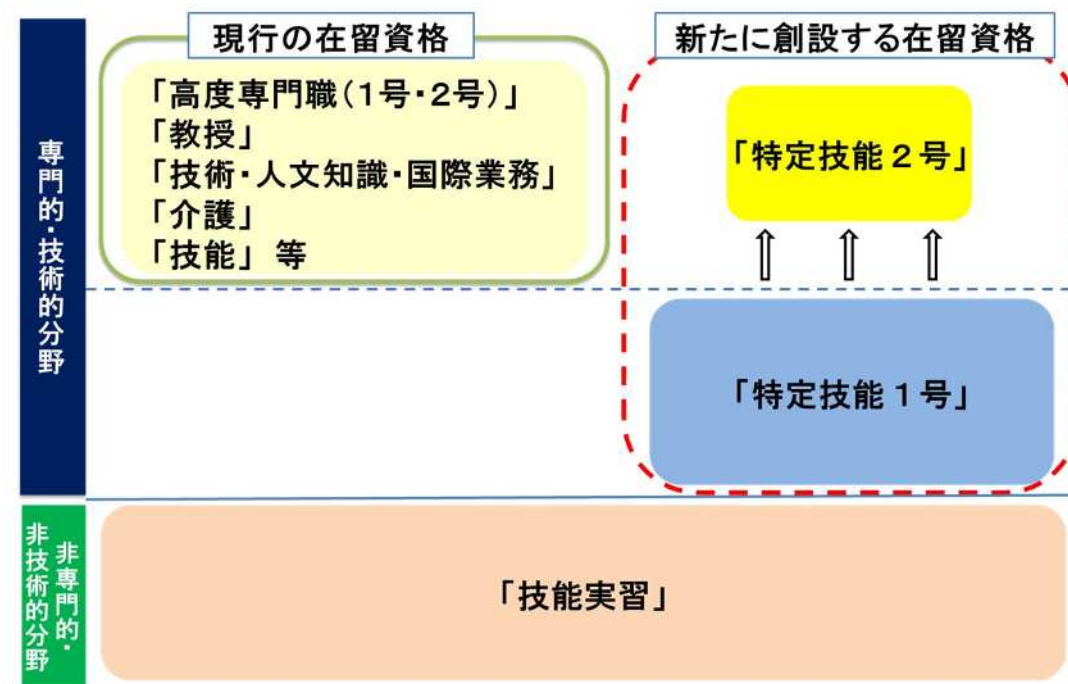 現行の在留資格
「高度専門職(1号・2号)」
「教授」
「技術・人文知識・国際業務」
「介護」
「技能」 等
新たに創設する在留資格
「特定技能２号」
「特定技能１号」
専門的・技術的分野
非専門的・
非技術的分野
「技能実習」